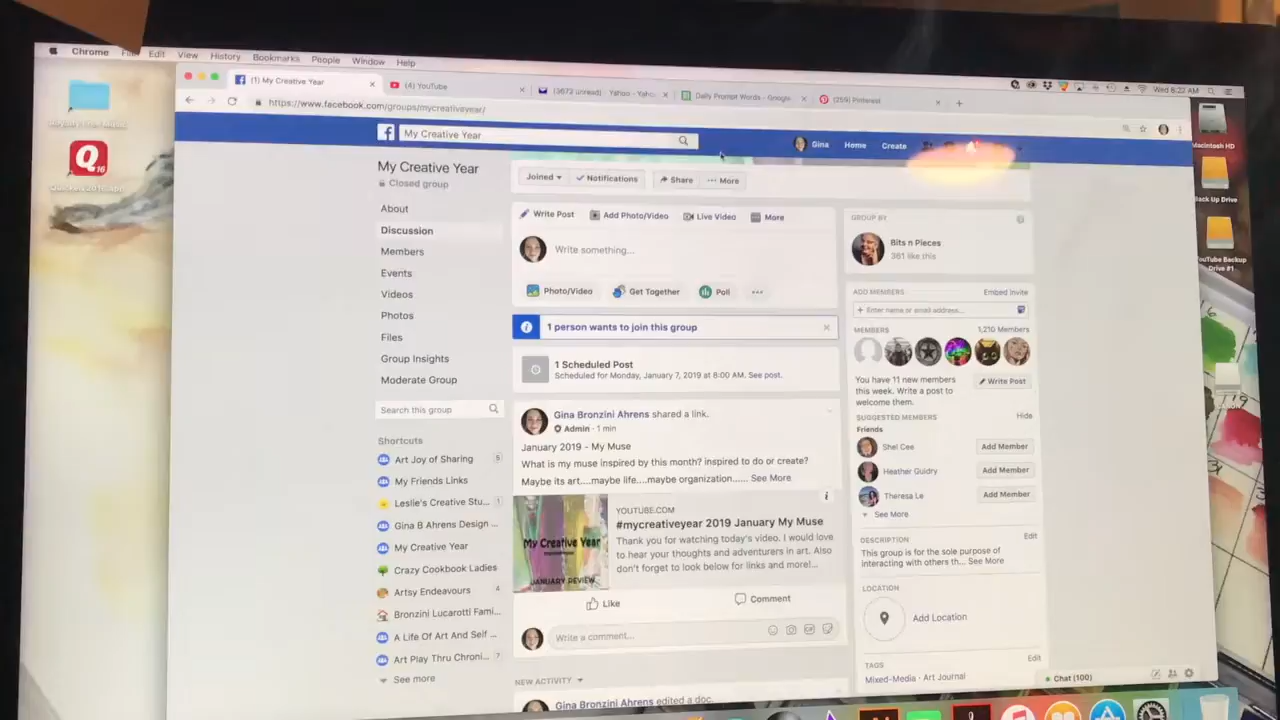 Chrome Edit View History Bookmarks People Window Help
Wed 8:22 AM
(1) My Creative Year
(4) YouTube
(3672 unread) - Yahoo
Daily Prompt Words - Google
(259) Pinterest
https://www.facebook.com/groups/mycreativeyear/
My Creative Year
Gina Home Create
Macintosh HD
Back Up Drive
YouTube Backup
Drive #1
My Creative Year
Closed group
About
Discussion
Members
Events
Videos
Photos
Files
Group Insights
Moderate Group
Search this group
Shortcuts
Art Joy of Sharing 5
My Friends Links
Leslie's Creative Stu... 1
Gina B Ahrens Design ...
My Creative Year
Crazy Cookbook Ladies
Artsy Endeavours 4
Bronzini Lucarotti Fami...
A Life Of Art And Self ...
Art Play Thru Chroni... 7
See more
Joined Notifications Share More
Write Post Add Photo/Video Live Video More
Write something...
Photo/Video Get Together Poll
1 person wants to join this group
1 Scheduled Post
Scheduled for Monday, January 7, 2019 at 8:00 AM. See post.
Gina Bronzini Ahrens shared a link.
Admin · 1 min
January 2019 - My Muse
What is my muse inspired by this month? inspired to do or create?
Maybe its art....maybe life....maybe organization...... See More
My Creative Year
JANUARY REVIEW
YOUTUBE.COM
#mycreativeyear 2019 January My Muse
Thank you for watching today's video. I would love
to hear your thoughts and adventurers in art. Also
don't forget to look below for links and more!...
Like Comment
Write a comment...
NEW ACTIVITY
Gina Bronzini Ahrens edited a doc.
GROUP BY
Bits n Pieces
361 like this
ADD MEMBERS Embed Invite
+ Enter name or email address...
MEMBERS 1,210 Members
You have 11 new members
this week. Write a post to
welcome them.
Write Post
SUGGESTED MEMBERS Hide
Friends
Shel Cee Add Member
Heather Guidry Add Member
Theresa Le Add Member
See More
DESCRIPTION Edit
This group is for the sole purpose of
interacting with others th... See More
LOCATION
Add Location
TAGS Edit
Mixed-Media · Art Journal
Chat (100)